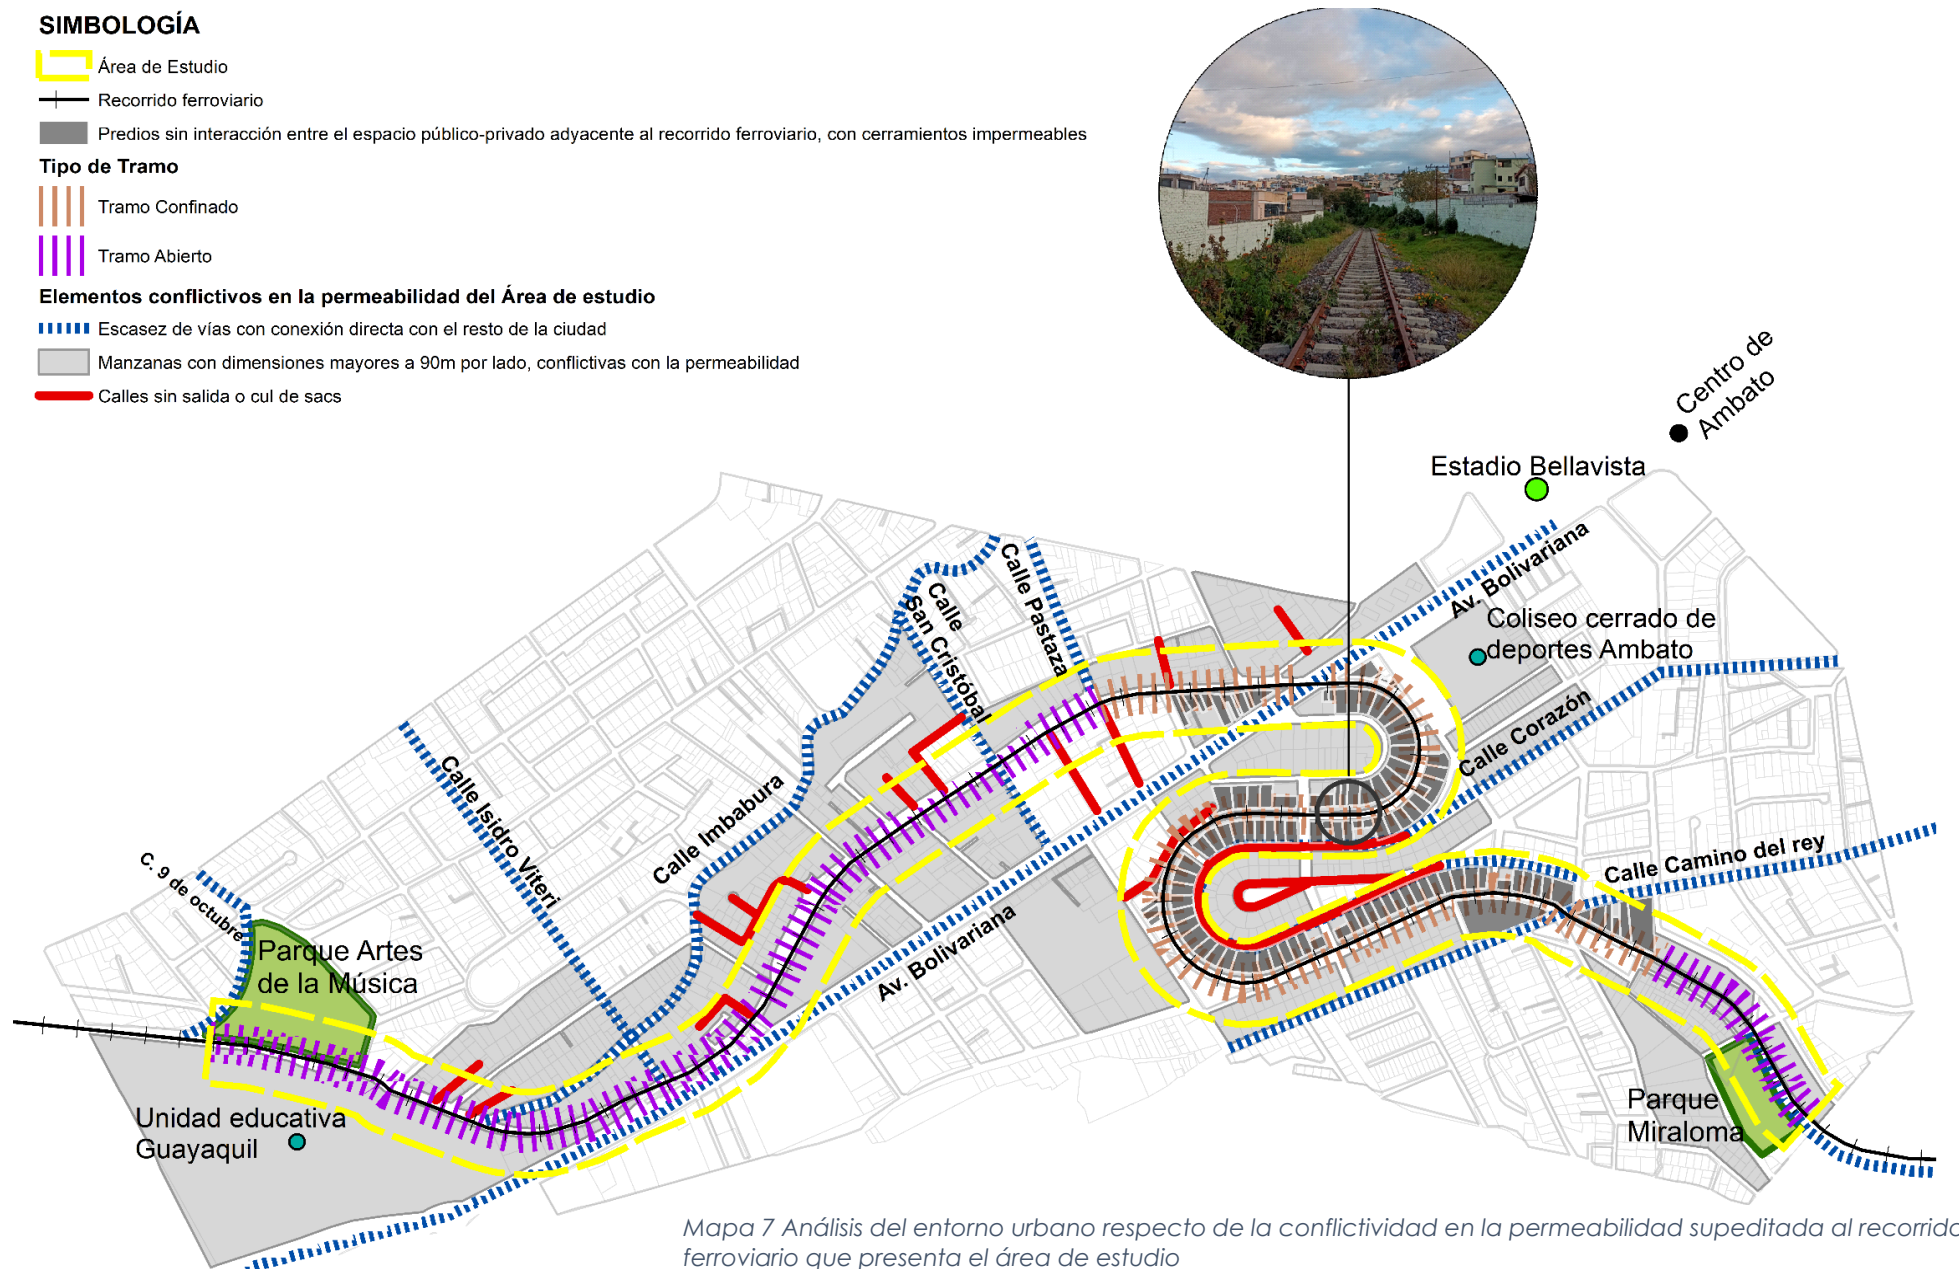 SIMBOLOGÍA
Área de Estudio
Recorrido ferroviario
Predios sin interacción entre el espacio público-privado adyacente al recorrido ferroviario, con cerramientos impermeables
Tipo de Tramo
Tramo Confinado
Tramo Abierto
Elementos conflictivos en la permeabilidad del Área de estudio
Escasez de vías con conexión directa con el resto de la ciudad
Manzanas con dimensiones mayores a 90m por lado, conflictivas con la permeabilidad
Calles sin salida o cul de sacs
Centro de
Ambato
Estadio Bellavista
Av. Bolivariana
Coliseo cerrado de
deportes Ambato
Calle Pastaza
Calle
San Cristóbal
Calle Corazón
Calle Isidro Viteri
Calle Imbabura
Calle Camino del rey
C. 9 de octubre
Av. Bolivariana
Parque Artes
de la Música
Unidad educativa
Guayaquil
Parque
Miraloma
Mapa 7 Análisis del entorno urbano respecto de la conflictividad en la permeabilidad supeditada al recorrido
ferroviario que presenta el área de estudio